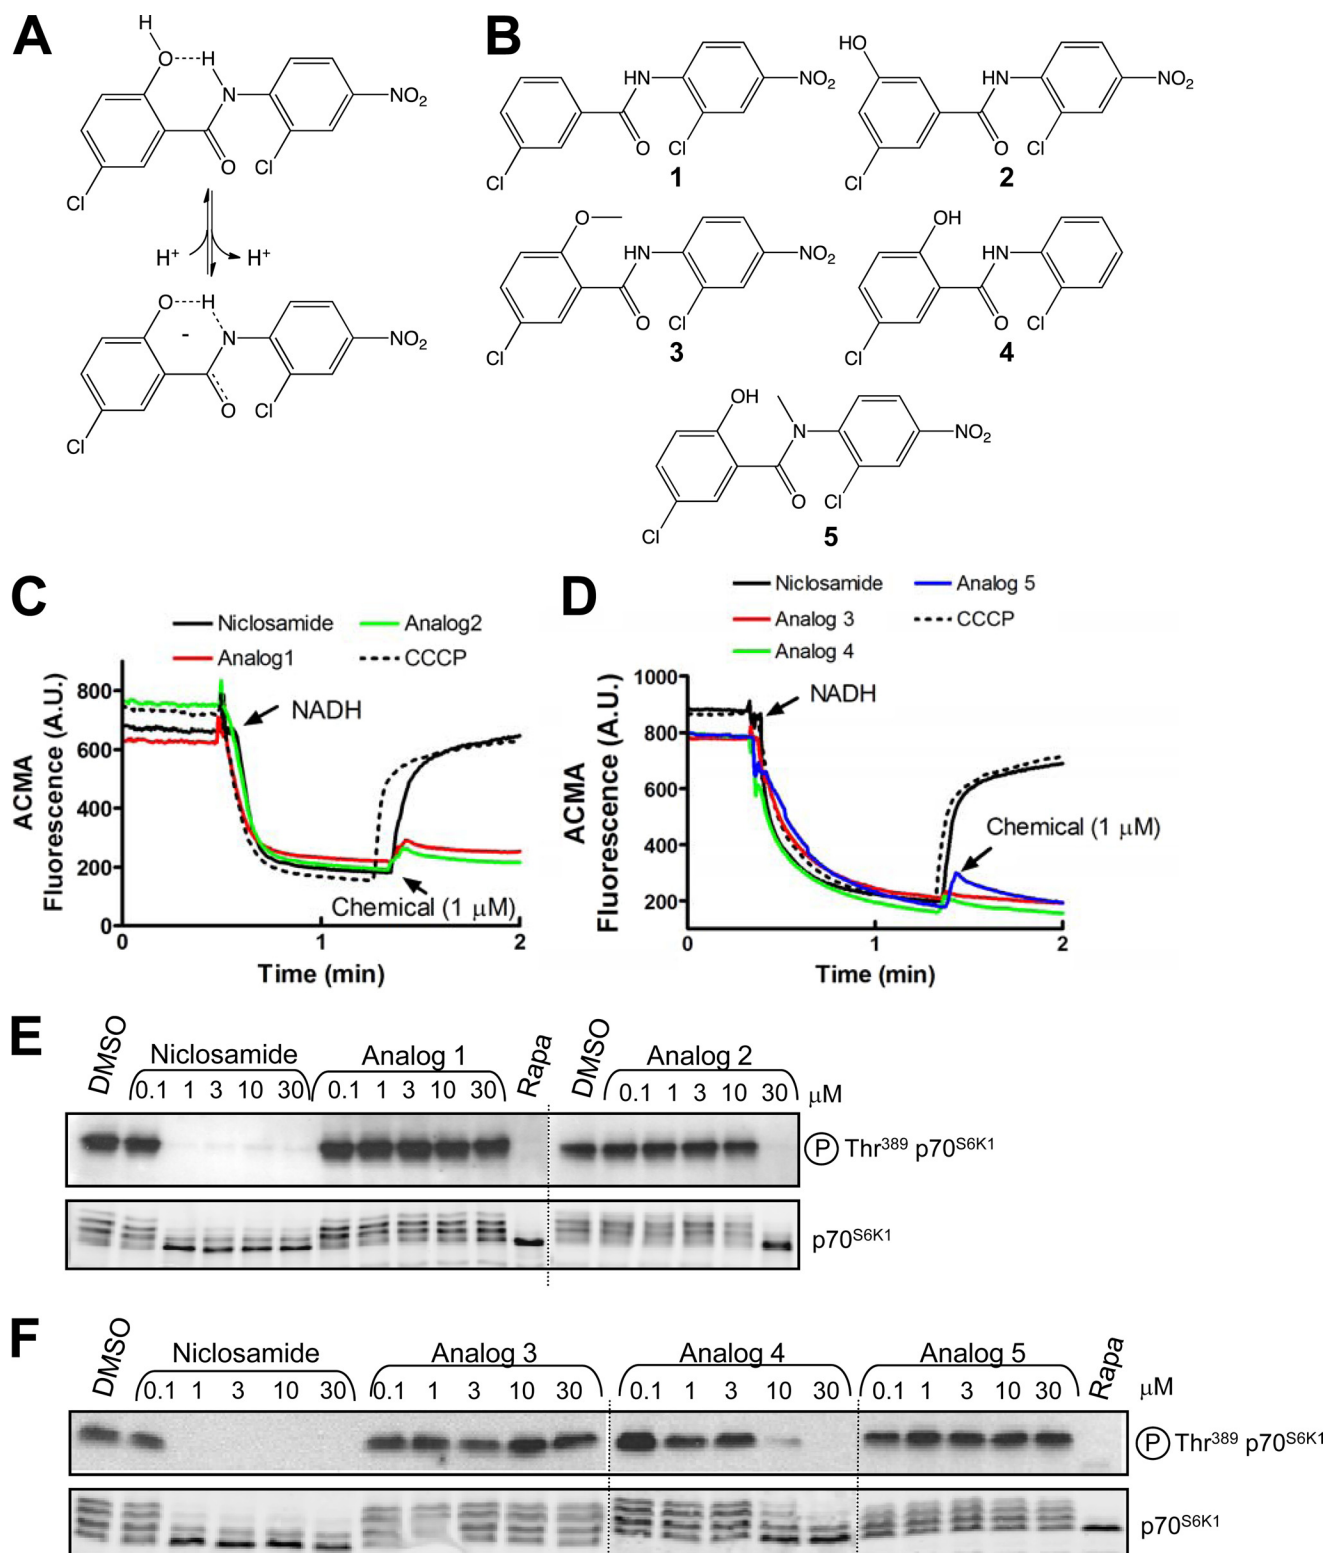 A
H
O H
N
NO2
O
Cl
Cl
H+ H+
O H
-
N
NO2
O
Cl
Cl
B
HN
NO2
O
Cl
Cl
1
HO
HN
NO2
O
Cl
Cl
2
O
HN
NO2
O
Cl
Cl
3
OH
HN
O
Cl
Cl
4
OH
N
NO2
O
Cl
Cl
5
C
Niclosamide Analog2
Analog1 CCCP
ACMA
Fluorescence (A.U.)
800
600
400
200
0
NADH
Chemical (1 μM)
0 1 2
Time (min)
D
Niclosamide Analog 5
Analog 3 CCCP
Analog 4
ACMA
Fluorescence (A.U.)
1000
800
600
400
200
NADH
Chemical (1 μM)
0 1 2
Time (min)
E
DMSO Niclosamide Analog 1 Rapa DMSO Analog 2
0.1 1 3 10 30 0.1 1 3 10 30 0.1 1 3 10 30 μM
P Thr389 p70S6K1
p70S6K1
F
DMSO Niclosamide Analog 3 Analog 4 Analog 5 Rapa
0.1 1 3 10 30 0.1 1 3 10 30 0.1 1 3 10 30 0.1 1 3 10 30 μM
P Thr389 p70S6K1
p70S6K1